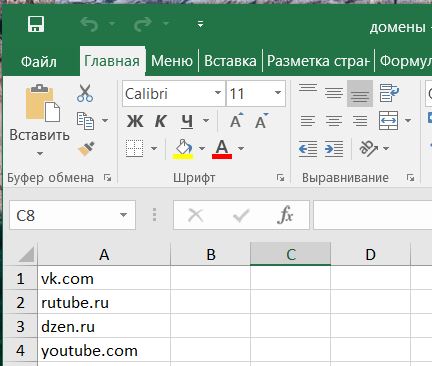 домены -
Файл Главная Меню Вставка Разметка стран Формул
Calibri 11
Вставить Ж К Ч А А
А
Буфер обмена Шрифт Выравнивание
C8 fx
A B C D
1 vk.com
2 rutube.ru
3 dzen.ru
4 youtube.com